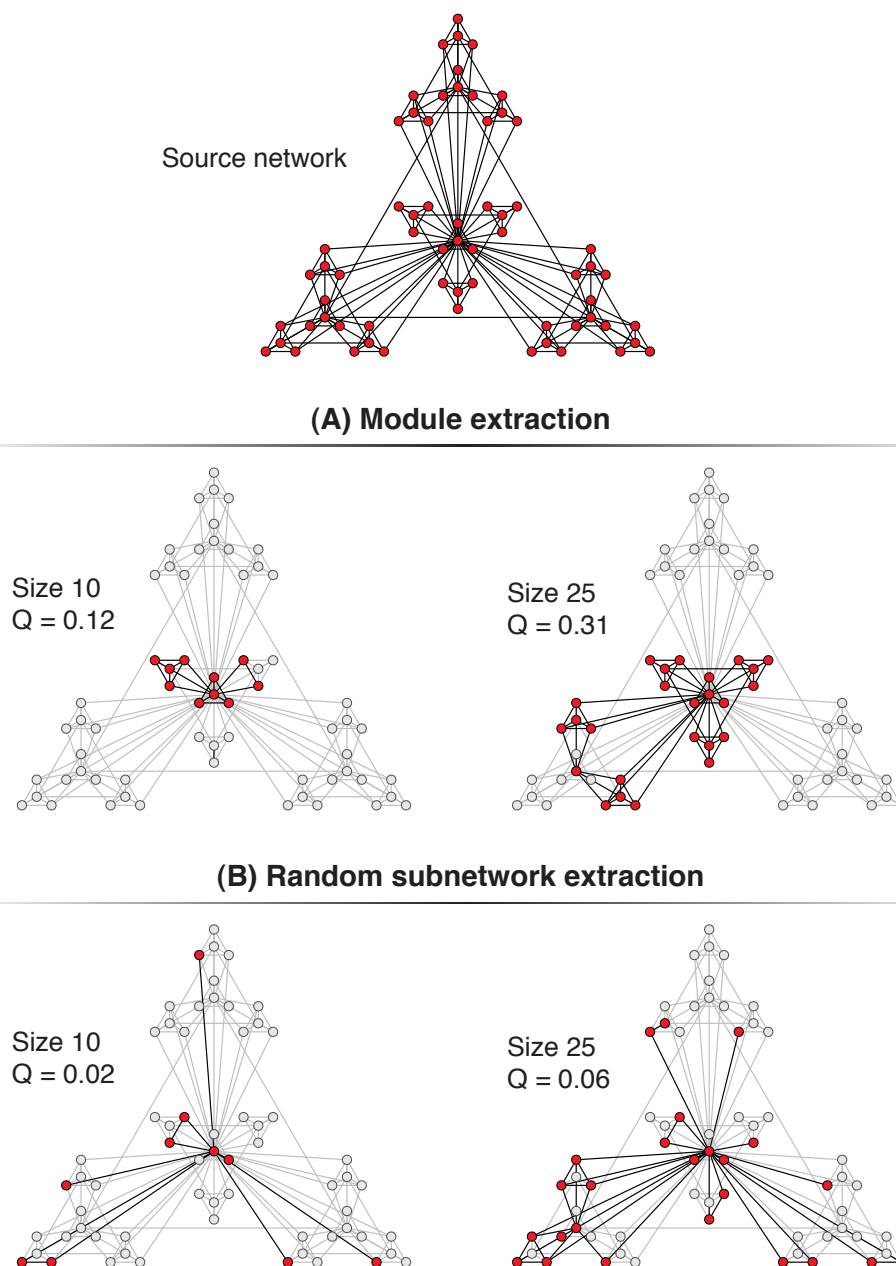 Source network
(A) Module extraction
Size 10
Q = 0.12
Size 25
Q = 0.31
(B) Random subnetwork extraction
Size 10
Q = 0.02
Size 25
Q = 0.06